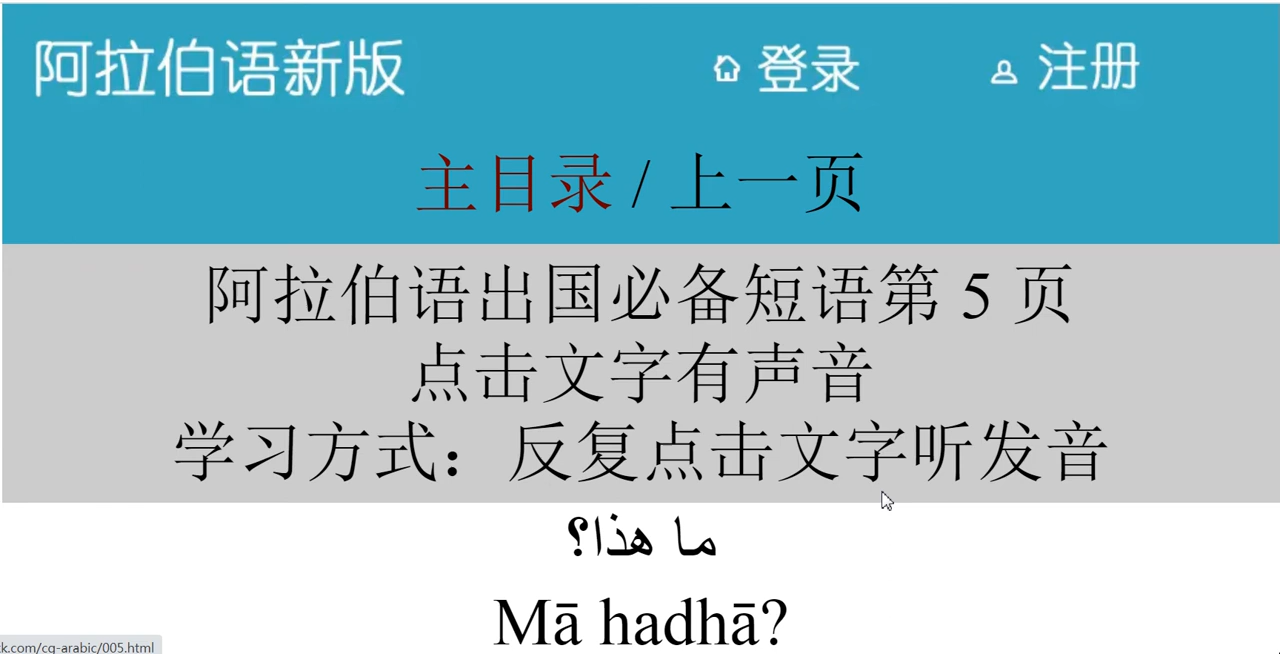 阿拉伯语新版 登录 注册
主目录 / 上一页
阿拉伯语出国必备短语第 5 页
点击文字有声音
学习方式：反复点击文字听发音
ما هذا؟
Mā hadhā?
k.com/cg-arabic/005.html